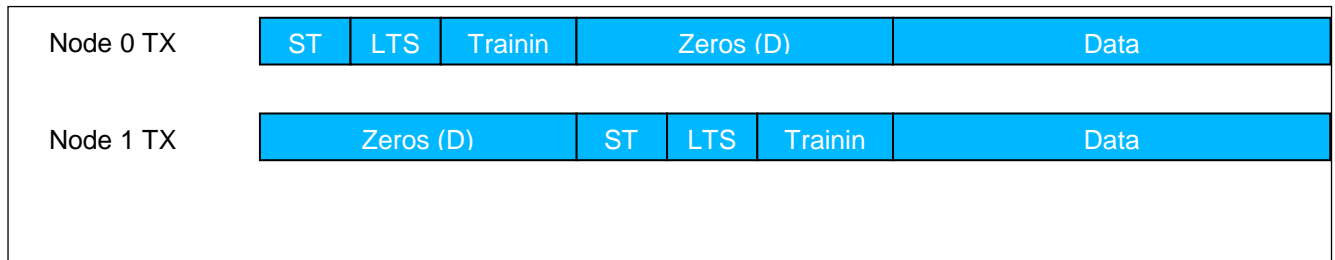 Node 0 TX ST LTS Trainin Zeros (D) Data
Node 1 TX Zeros (D) ST LTS Trainin Data